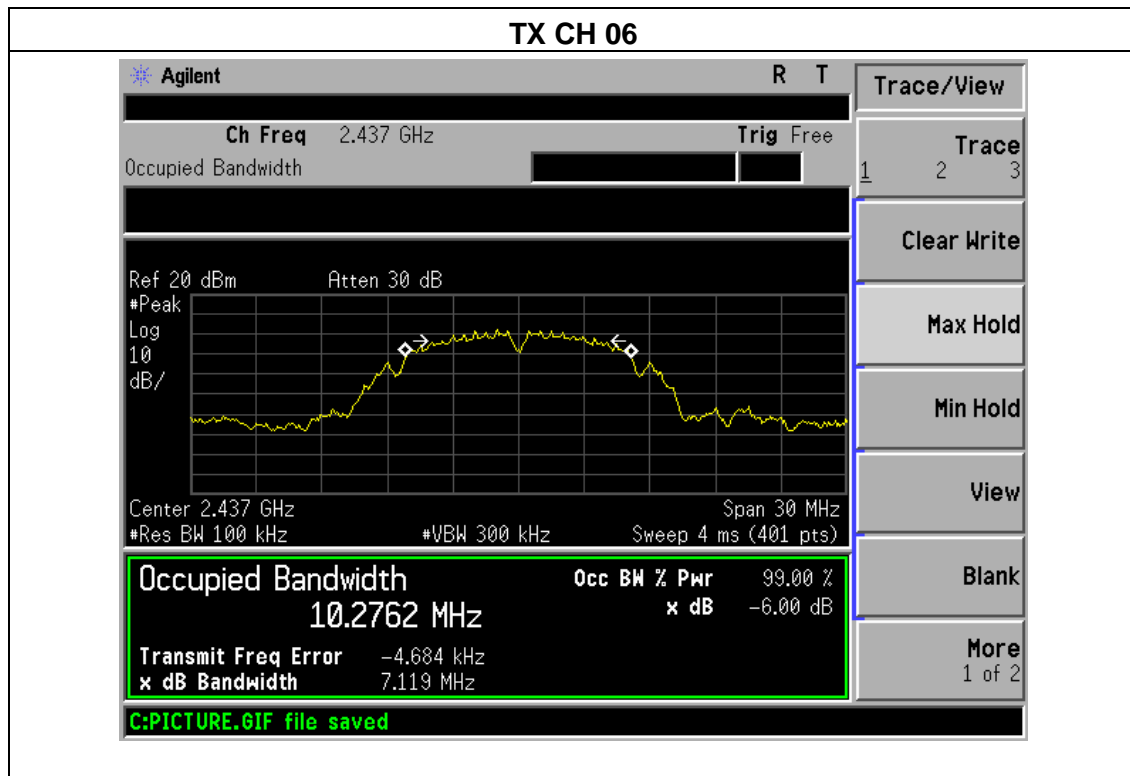 TX CH 06
Agilent R T
Trace/View
Ch Freq 2.437 GHz Trig Free
Occupied Bandwidth
Trace
1 2 3
Clear Write
Ref 20 dBm Atten 30 dB
#Peak
Log
10
dB/
Max Hold
Min Hold
View
Center 2.437 GHz Span 30 MHz
#Res BW 100 kHz #VBW 300 kHz Sweep 4 ms (401 pts)
Occupied Bandwidth Occ BW % Pwr 99.00 %
10.2762 MHz x dB -6.00 dB
Blank
Transmit Freq Error -4.684 kHz
x dB Bandwidth 7.119 MHz
More
1 of 2
C:PICTURE.GIF file saved